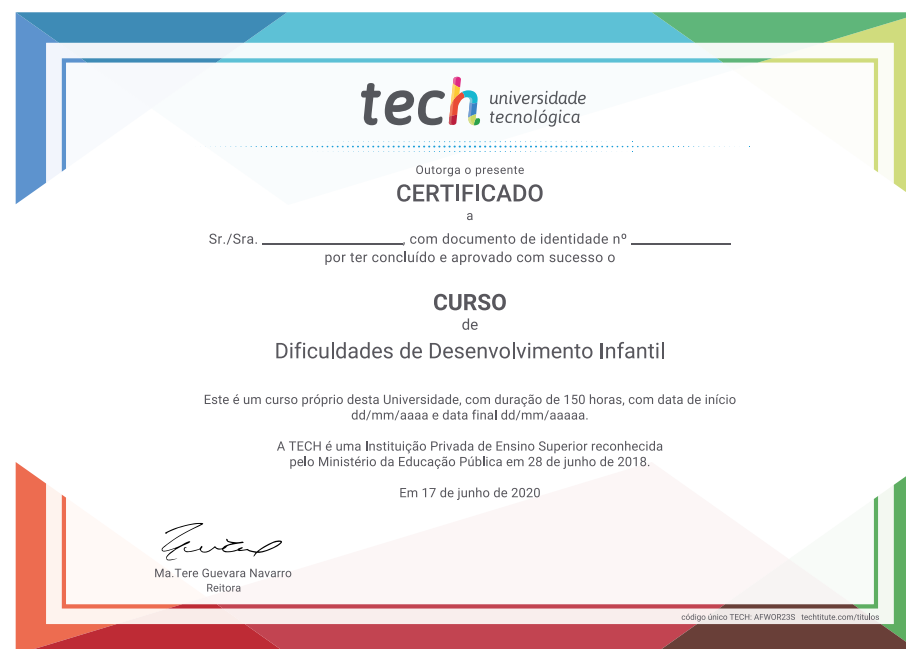 tech universidade
tecnológica
Outorga o presente
CERTIFICADO
a
Sr./Sra. ____________________, com documento de identidade nº ______________
por ter concluído e aprovado com sucesso o
CURSO
de
Dificuldades de Desenvolvimento Infantil
Este é um curso próprio desta Universidade, com duração de 150 horas, com data de início
dd/mm/aaaa e data final dd/mm/aaaaa.
A TECH é uma Instituição Privada de Ensino Superior reconhecida
pelo Ministério da Educação Pública em 28 de junho de 2018.
Em 17 de junho de 2020
Ma.Tere Guevara Navarro
Reitora
código único TECH: AFWOR23S techtitute.com/titulos